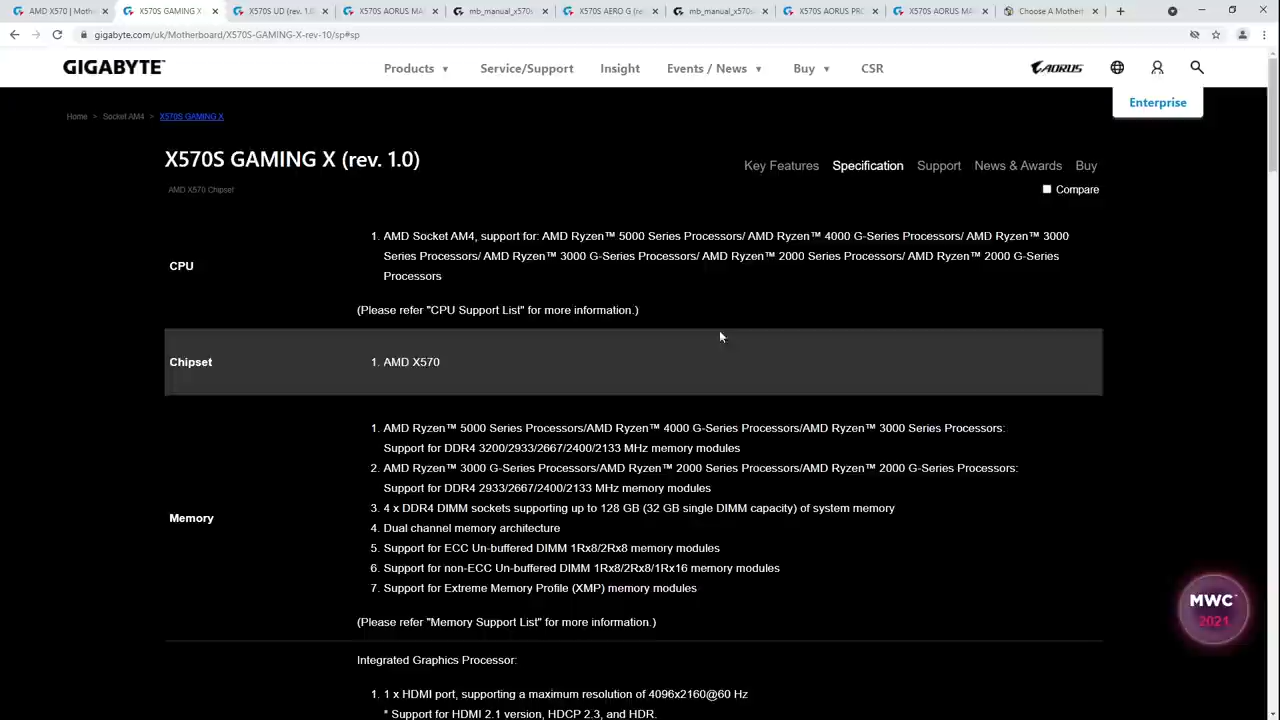 AMD X570 | Mothe
X570S GAMING X
X570S UD (rev. 1.0)
X570S AORUS MA
mb_manual_x570s
X570S AERO G (re
mb_manual_x570s
X570S AORUS PRO
X570S AORUS MA
Choose A Mother
gigabyte.com/uk/Motherboard/X570S-GAMING-X-rev-10/sp#sp
GIGABYTE™
Products
Service/Support
Insight
Events / News
Buy
CSR
AORUS
Enterprise
Home > Socket AM4 > X570S GAMING X
X570S GAMING X (rev. 1.0)
Key Features Specification Support News & Awards Buy
AMD X570 Chipset
Compare
CPU
1. AMD Socket AM4, support for: AMD Ryzen™ 5000 Series Processors/ AMD Ryzen™ 4000 G-Series Processors/ AMD Ryzen™ 3000
Series Processors/ AMD Ryzen™ 3000 G-Series Processors/ AMD Ryzen™ 2000 Series Processors/ AMD Ryzen™ 2000 G-Series
Processors
(Please refer "CPU Support List" for more information.)
Chipset
1. AMD X570
Memory
1. AMD Ryzen™ 5000 Series Processors/AMD Ryzen™ 4000 G-Series Processors/AMD Ryzen™ 3000 Series Processors:
Support for DDR4 3200/2933/2667/2400/2133 MHz memory modules
2. AMD Ryzen™ 3000 G-Series Processors/AMD Ryzen™ 2000 Series Processors/AMD Ryzen™ 2000 G-Series Processors:
Support for DDR4 2933/2667/2400/2133 MHz memory modules
3. 4 x DDR4 DIMM sockets supporting up to 128 GB (32 GB single DIMM capacity) of system memory
4. Dual channel memory architecture
5. Support for ECC Un-buffered DIMM 1Rx8/2Rx8 memory modules
6. Support for non-ECC Un-buffered DIMM 1Rx8/2Rx8/1Rx16 memory modules
7. Support for Extreme Memory Profile (XMP) memory modules
(Please refer "Memory Support List" for more information.)
MWC
2021
Integrated Graphics Processor:
1. 1 x HDMI port, supporting a maximum resolution of 4096x2160@60 Hz
* Support for HDMI 2.1 version, HDCP 2.3, and HDR.